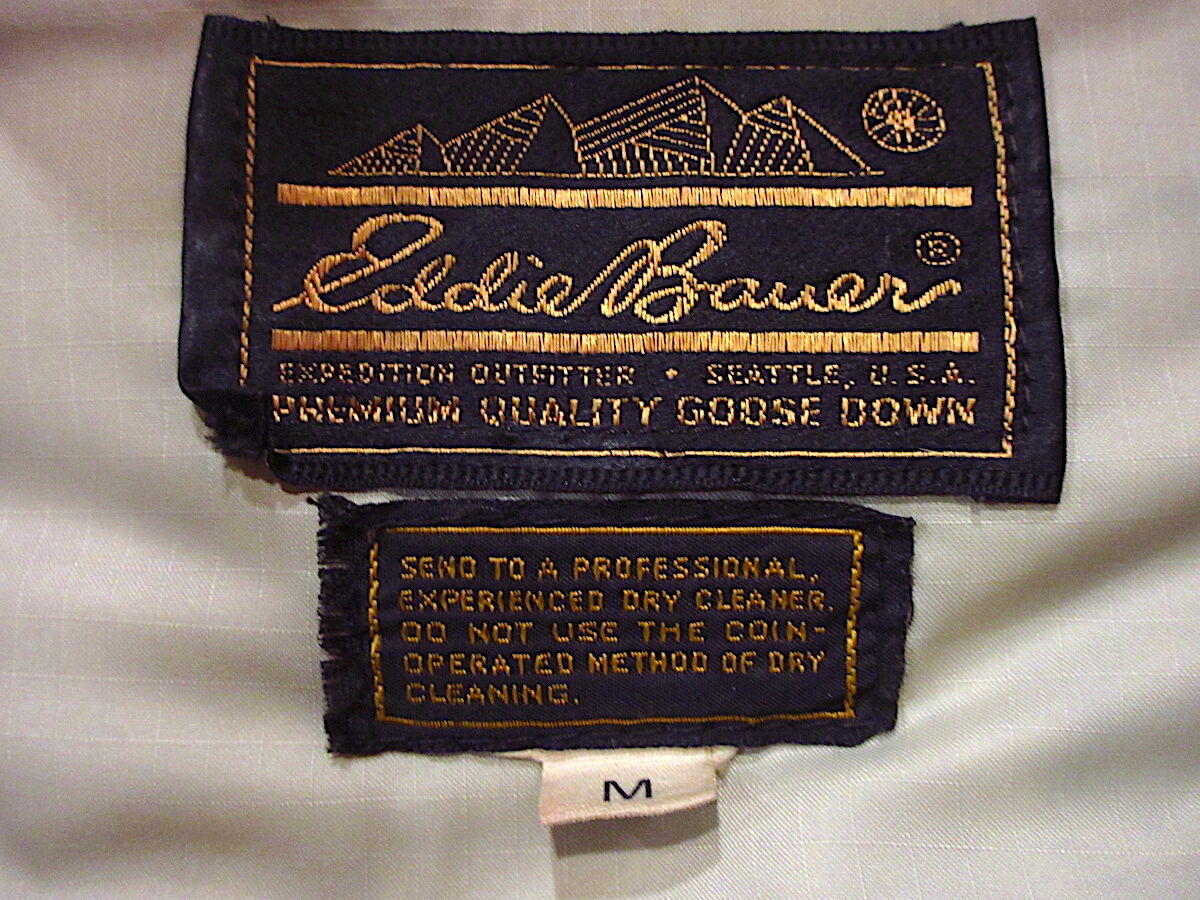 Eddie Bauer ®
EXPEDITION OUTFITTER • SEATTLE, U.S.A.
PREMIUM QUALITY GOOSE DOWN
SEND TO A PROFESSIONAL,
EXPERIENCED DRY CLEANER.
DO NOT USE THE COIN-
OPERATED METHOD OF DRY
CLEANING.
M